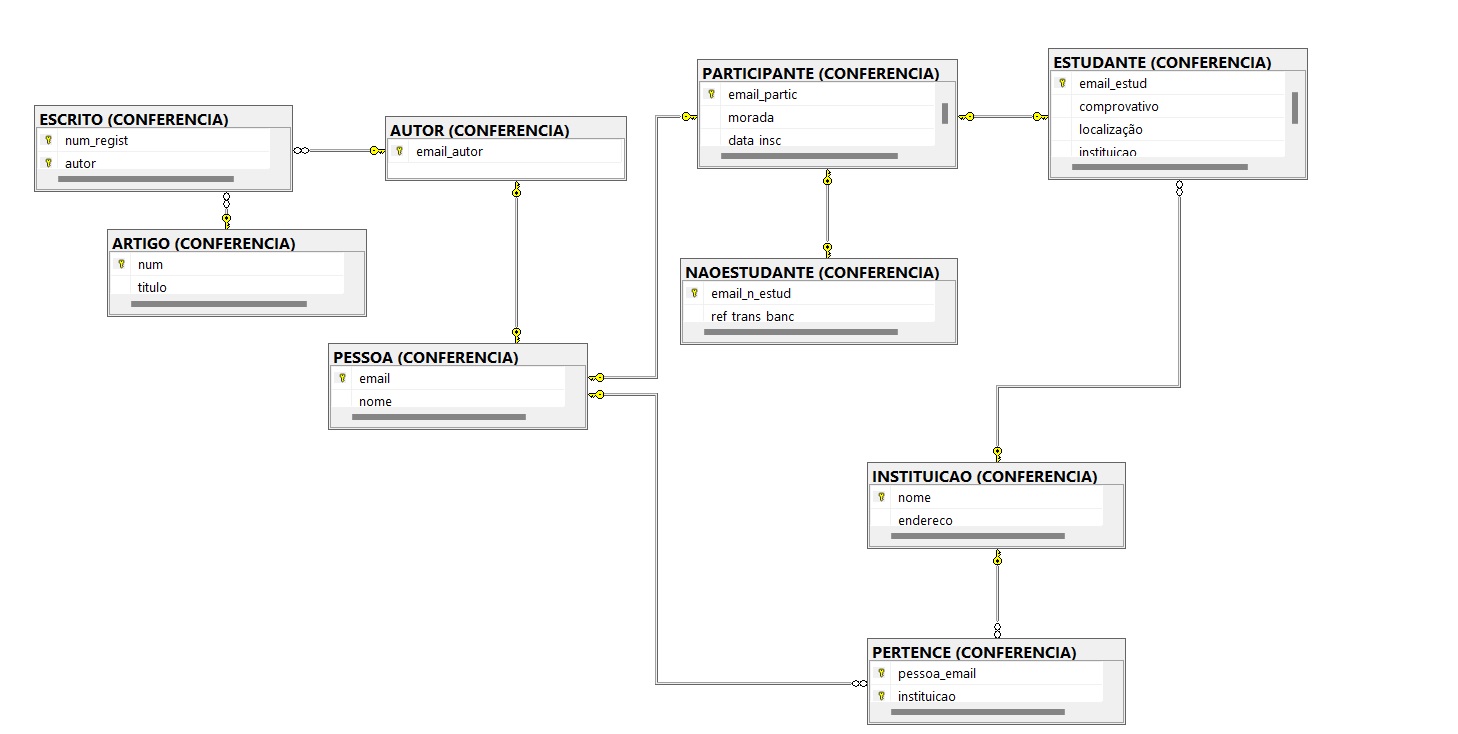 ESCRITO (CONFERENCIA)
num_regist
autor
AUTOR (CONFERENCIA)
email_autor
PARTICIPANTE (CONFERENCIA)
email_partic
morada
data_insc
ESTUDANTE (CONFERENCIA)
email_estud
comprovativo
localização
instituicao
ARTIGO (CONFERENCIA)
num
titulo
NAOESTUDANTE (CONFERENCIA)
email_n_estud
ref_trans_banc
PESSOA (CONFERENCIA)
email
nome
INSTITUICAO (CONFERENCIA)
nome
endereco
PERTENCE (CONFERENCIA)
pessoa_email
instituicao